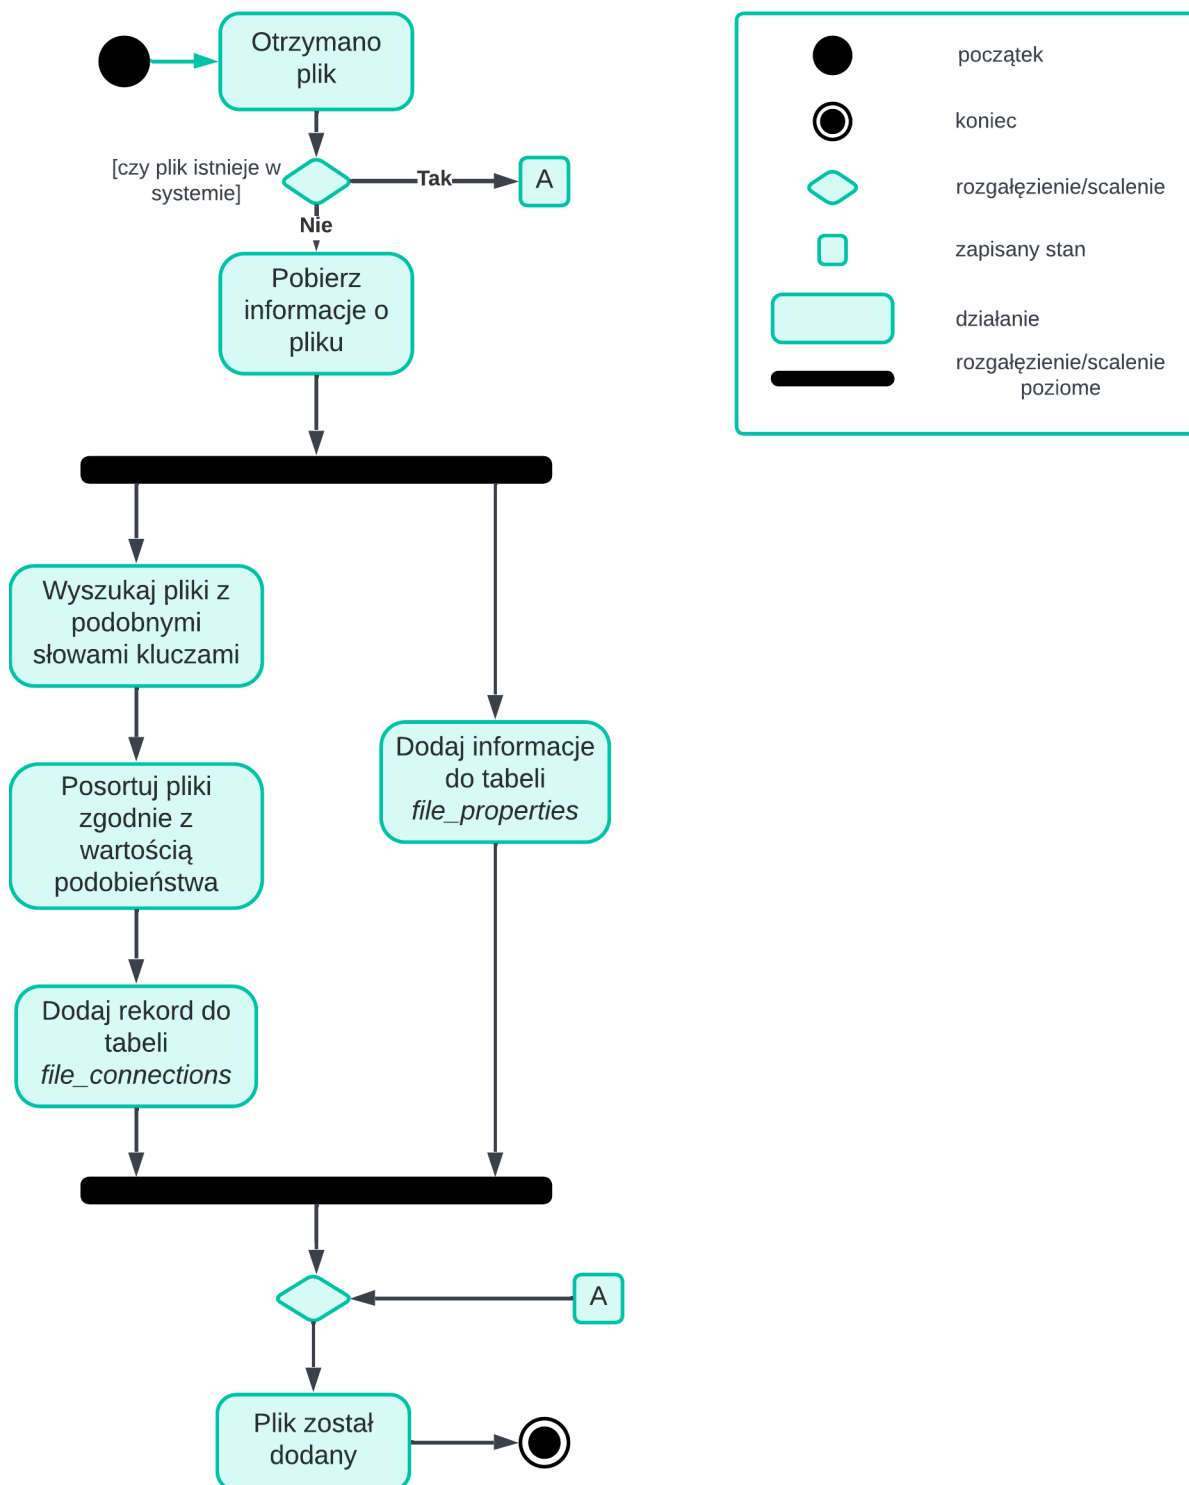 Otrzymano
plik
[czy plik istnieje w
systemie]
Tak
A
Nie
Pobierz
informacje o
pliku
Wyszukaj pliki z
podobnymi
słowami kluczami
Posortuj pliki
zgodnie z
wartością
podobieństwa
Dodaj rekord do
tabeli
file_connections
Dodaj informacje
do tabeli
file_properties
A
Plik został
dodany
początek
koniec
rozgałęzienie/scalenie
zapisany stan
działanie
rozgałęzienie/scalenie
poziome